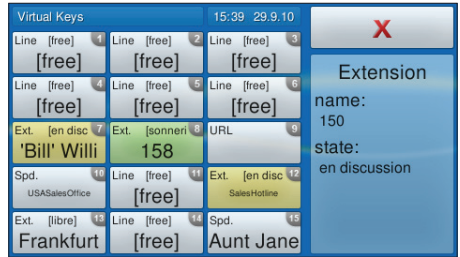 Virtual Keys 15:39 29.9.10
Line [free] 1 Line [free] 2 Line [free] 3
[free] [free] [free]
Line [free] 4 Line [free] 5 Line [free] 6
[free] [free] [free]
Ext. [en disc 7 Ext. [sonneri 8 URL 9
'Bill' Willi 158
Spd. 10 Line [free] 11 Ext. [en disc 12
USASalesOffice [free] SalesHotline
Ext. [libre] 13 Line [free] 14 Spd. 15
Frankfurt [free] Aunt Jane
X
Extension
name:
150
state:
en discussion